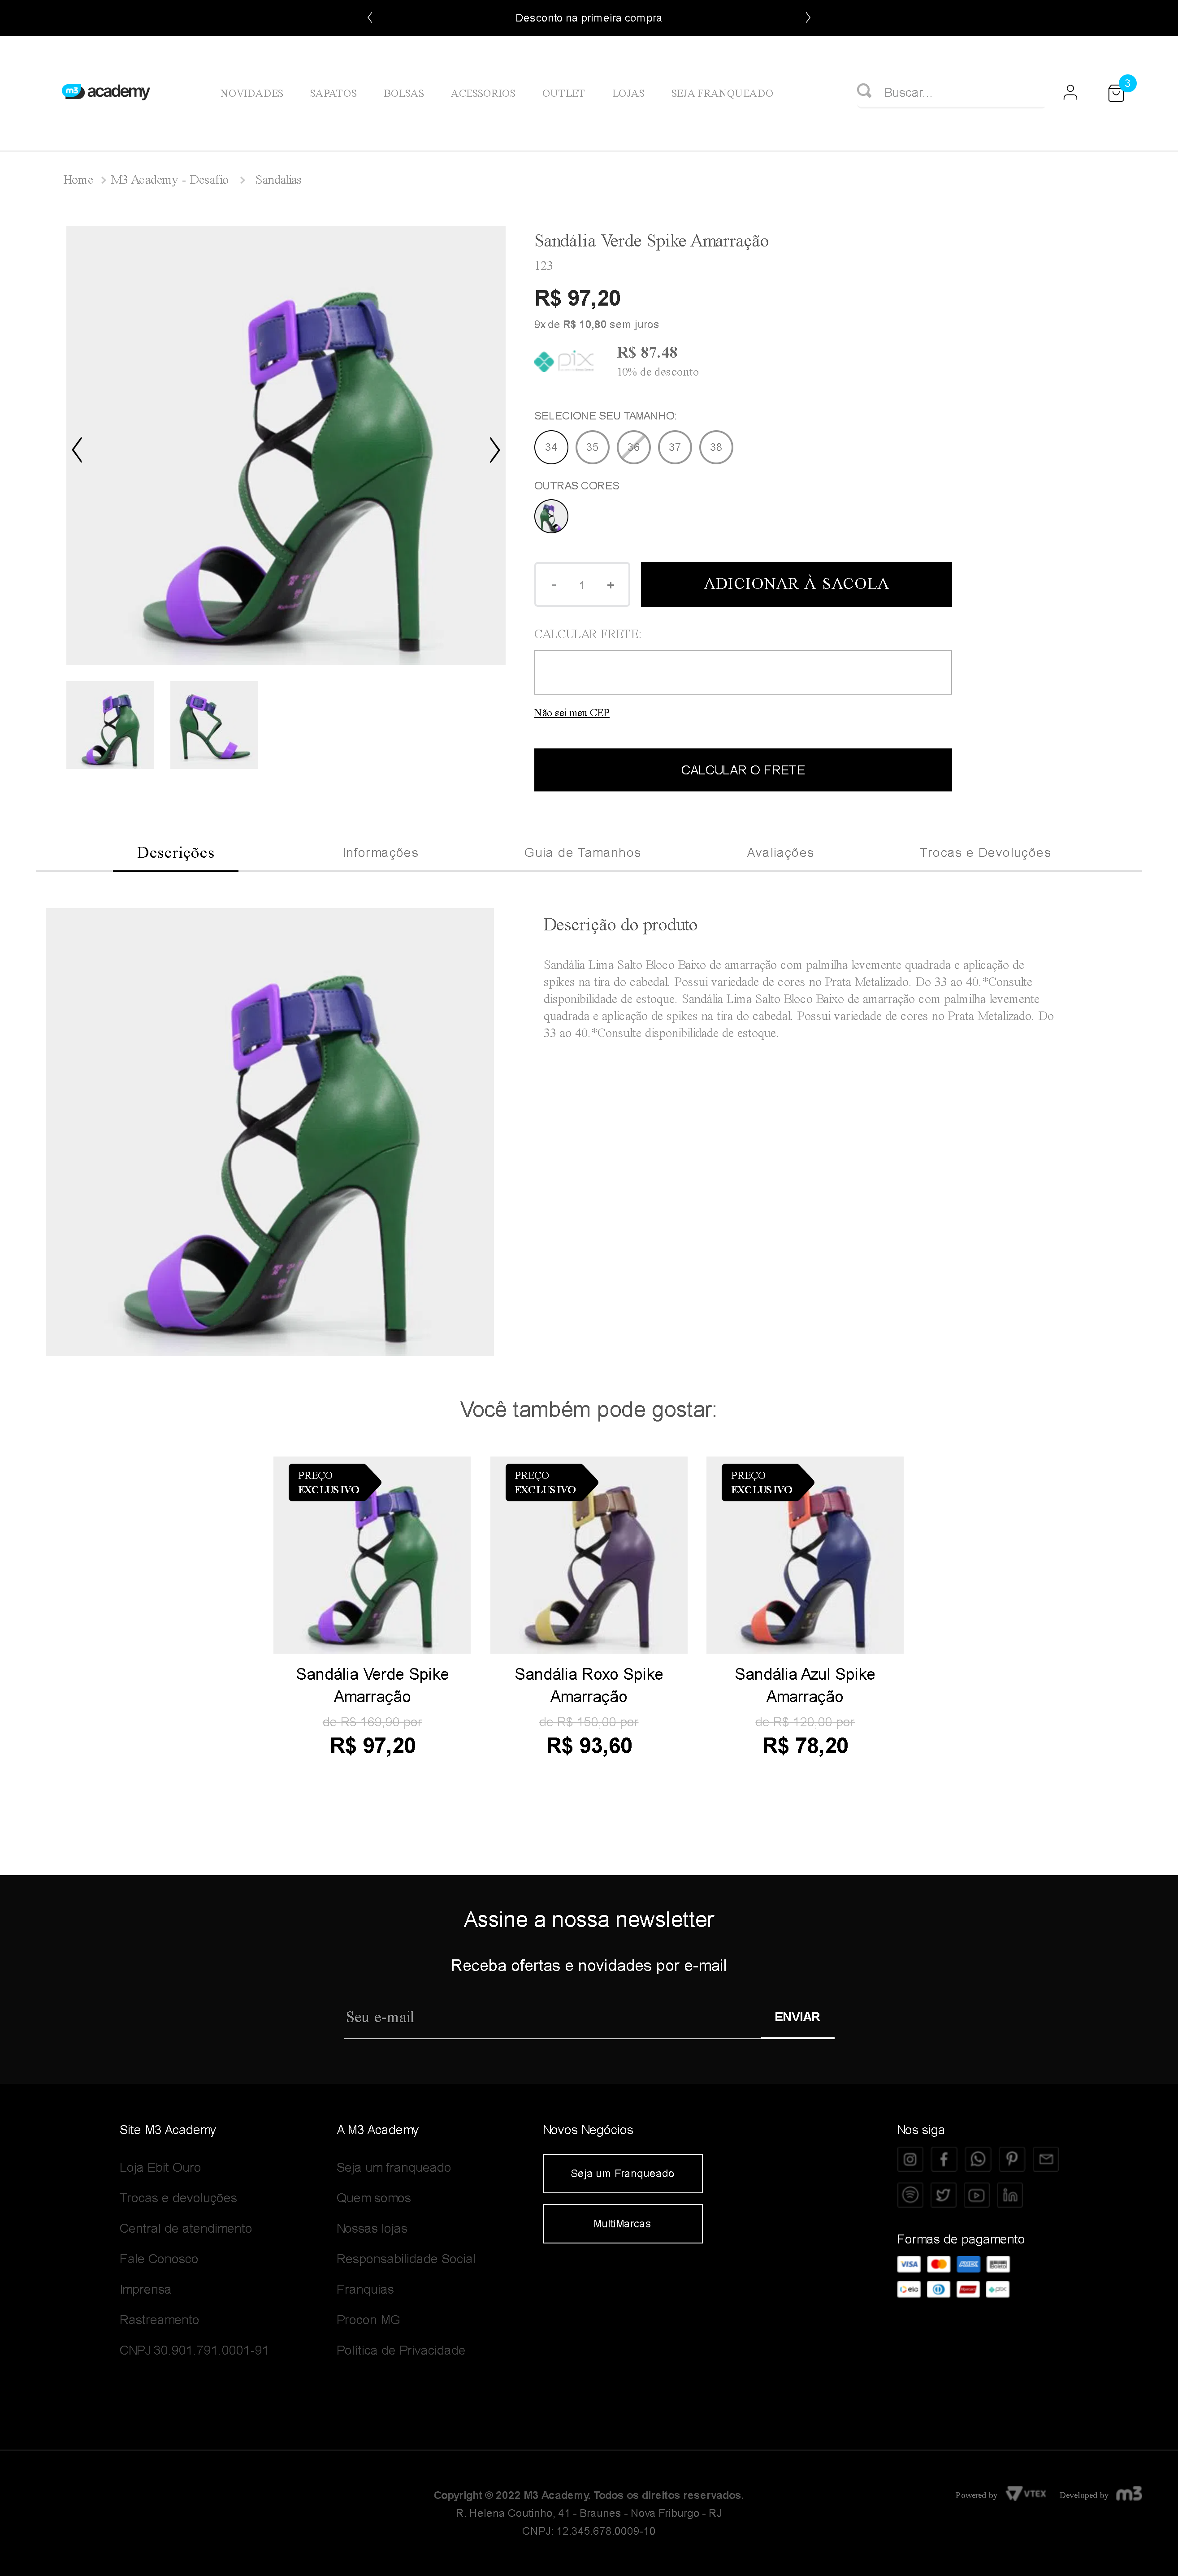 Desconto na primeira compra
m3 academy
NOVIDADES SAPATOS BOLSAS ACESSORIOS OUTLET LOJAS SEJA FRANQUEADO
Buscar...
3
Home > M3 Academy - Desafio > Sandalias
Sandália Verde Spike Amarração
123
R$ 97,20
9x de R$ 10,80 sem juros
pix
R$ 87.48
10% de desconto
SELECIONE SEU TAMANHO:
34 35 36 37 38
OUTRAS CORES
- 1 +
ADICIONAR À SACOLA
CALCULAR FRETE:
Não sei meu CEP
CALCULAR O FRETE
Descrições Informações Guia de Tamanhos Avaliações Trocas e Devoluções
Descrição do produto
Sandália Lima Salto Bloco Baixo de amarração com palmilha levemente quadrada e aplicação de
spikes na tira do cabedal. Possui variedade de cores no Prata Metalizado. Do 33 ao 40.*Consulte
disponibilidade de estoque. Sandália Lima Salto Bloco Baixo de amarração com palmilha levemente
quadrada e aplicação de spikes na tira do cabedal. Possui variedade de cores no Prata Metalizado. Do
33 ao 40.*Consulte disponibilidade de estoque.
Você também pode gostar:
PREÇO
EXCLUSIVO
Sandália Verde Spike
Amarração
de R$ 169,90 por
R$ 97,20
PREÇO
EXCLUSIVO
Sandália Roxo Spike
Amarração
de R$ 150,00 por
R$ 93,60
PREÇO
EXCLUSIVO
Sandália Azul Spike
Amarração
de R$ 120,00 por
R$ 78,20
Assine a nossa newsletter
Receba ofertas e novidades por e-mail
Seu e-mail
ENVIAR
Site M3 Academy
Loja Ebit Ouro
Trocas e devoluções
Central de atendimento
Fale Conosco
Imprensa
Rastreamento
CNPJ 30.901.791.0001-91
A M3 Academy
Seja um franqueado
Quem somos
Nossas lojas
Responsabilidade Social
Franquias
Procon MG
Política de Privacidade
Novos Negócios
Seja um Franqueado
MultiMarcas
Nos siga
Formas de pagamento
VISA
elo
pix
Copyright © 2022 M3 Academy. Todos os direitos reservados.
R. Helena Coutinho, 41 - Braunes - Nova Friburgo - RJ
CNPJ: 12.345.678.0009-10
Powered by VTEX Developed by m3